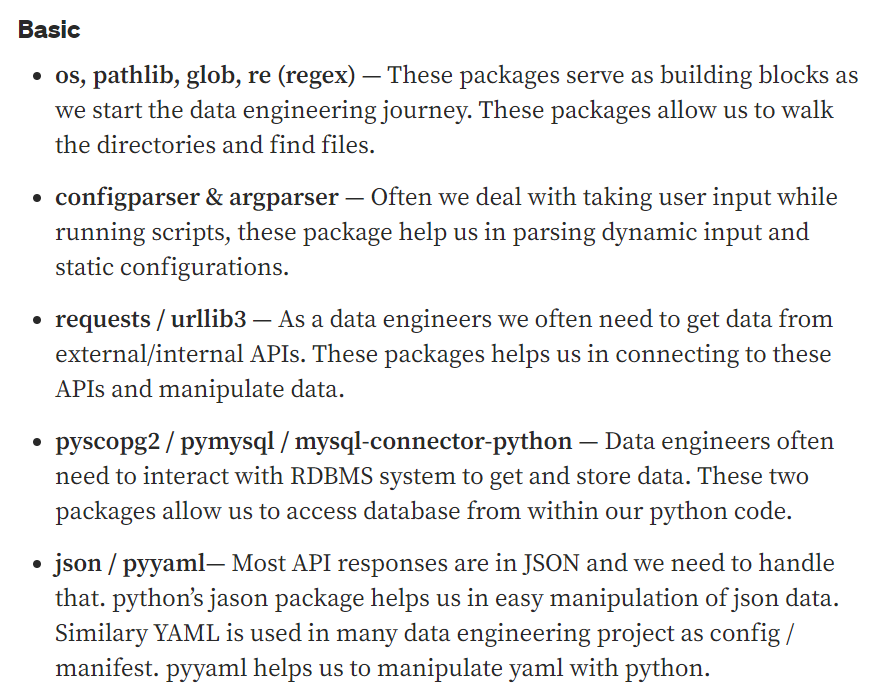 Basic
• os, pathlib, glob, re (regex) — These packages serve as building blocks as
we start the data engineering journey. These packages allow us to walk
the directories and find files.
• configparser & argparser — Often we deal with taking user input while
running scripts, these package help us in parsing dynamic input and
static configurations.
• requests / urllib3 — As a data engineers we often need to get data from
external/internal APIs. These packages helps us in connecting to these
APIs and manipulate data.
• pyscopg2 / pymysql / mysql-connector-python — Data engineers often
need to interact with RDBMS system to get and store data. These two
packages allow us to access database from within our python code.
• json / pyyaml— Most API responses are in JSON and we need to handle
that. python’s jason package helps us in easy manipulation of json data.
Similary YAML is used in many data engineering project as config /
manifest. pyyaml helps us to manipulate yaml with python.